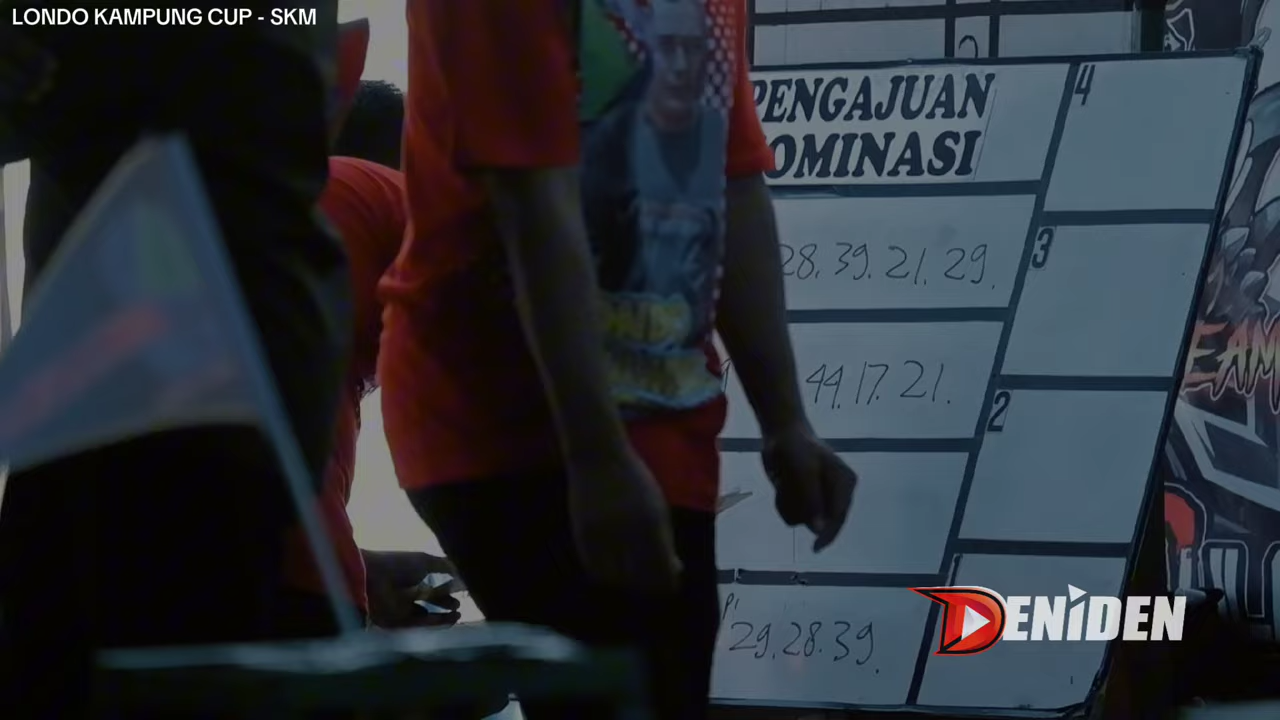 LONDO KAMPUNG CUP - SKM
PENGAJUAN
NOMINASI
4
28. 39. 21. 29.
3
44. 17. 21.
2
29. 28. 39.
DENIDEN